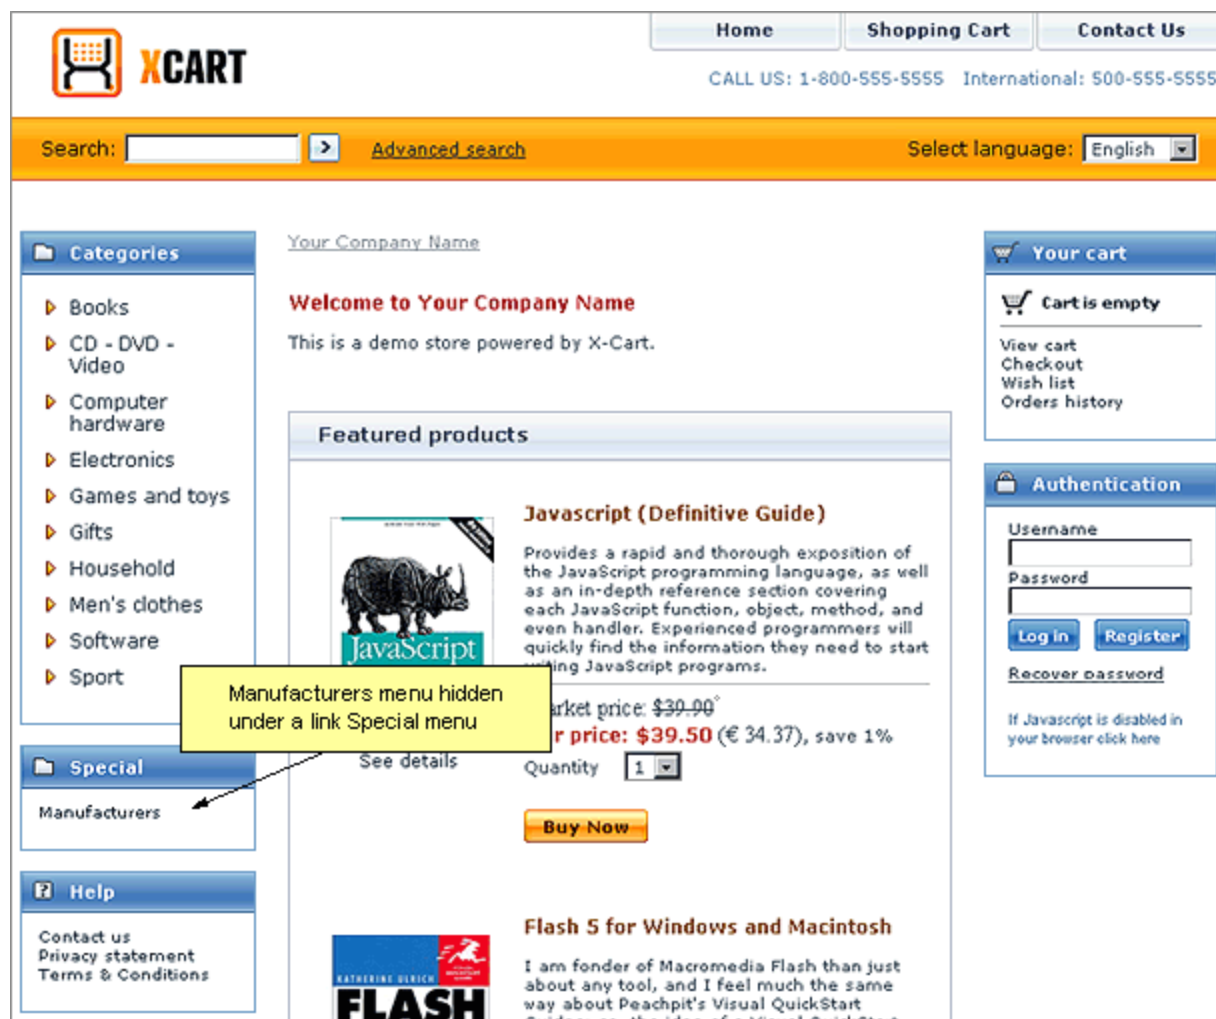 Home
Shopping Cart
Contact Us
XCART
CALL US: 1-800-555-5555 International: 500-555-5555
Search:
Advanced search
Select language: English
Categories
Books
CD - DVD -
Video
Computer
hardware
Electronics
Games and toys
Gifts
Household
Men's clothes
Software
Sport
Special
Manufacturers
Help
Contact us
Privacy statement
Terms & Conditions
Manufacturers menu hidden
under a link Special menu
Your Company Name
Welcome to Your Company Name
This is a demo store powered by X-Cart.
Featured products
JavaScript
See details
Javascript (Definitive Guide)
Provides a rapid and thorough exposition of
the JavaScript programming language, as well
as an in-depth reference section covering
each JavaScript function, object, method, and
even handler. Experienced programmers will
quickly find the information they need to start
JavaScript programs.
price: $39.90*
price: $39.50 (€ 34.37), save 1%
Quantity 1
Buy Now
KATHERINE ULRICH
FLASH
Flash 5 for Windows and Macintosh
I am fonder of Macromedia Flash than just
about any tool, and I feel much the same
way about Peachpit's Visual QuickStart
Your cart
Cart is empty
View cart
Checkout
Wish list
Orders history
Authentication
Username
Password
Log in
Register
Recover password
If Javascript is disabled in
your browser click here